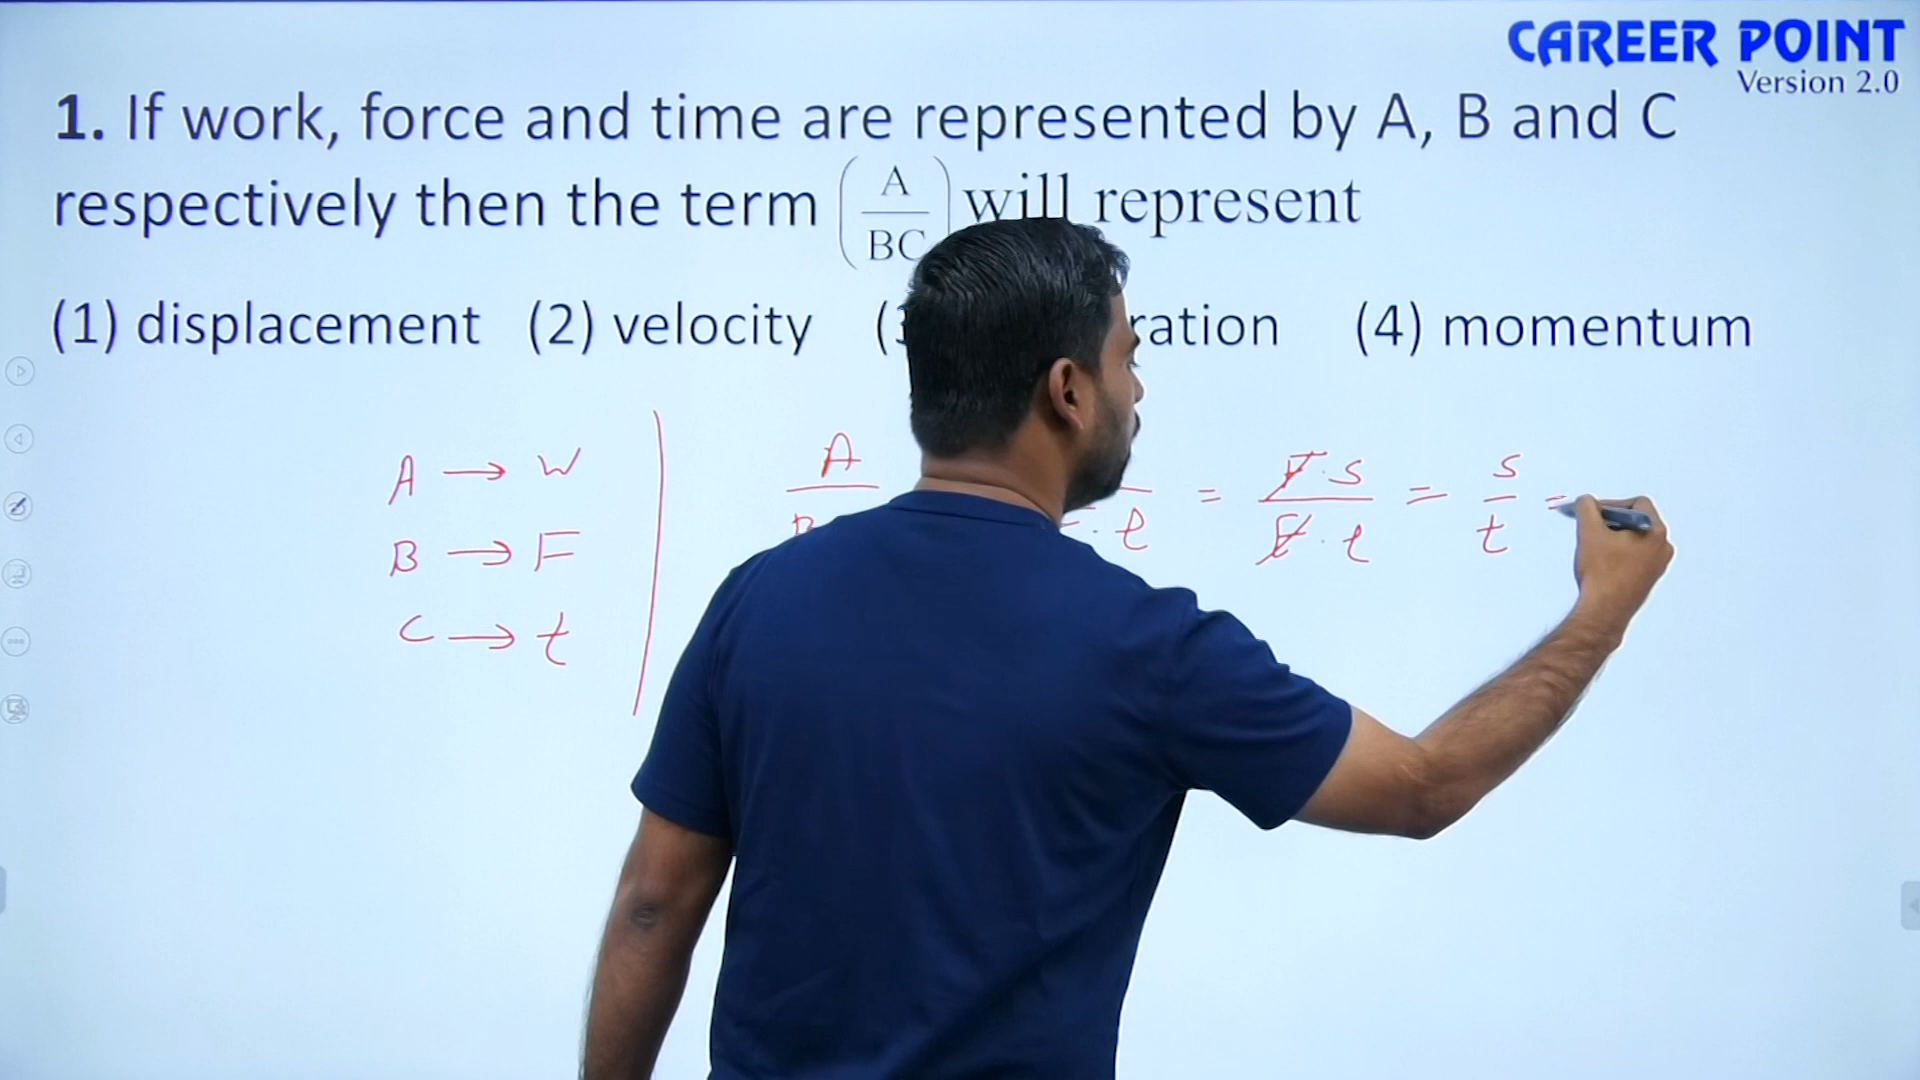 CAREER POINT
Version 2.0
1. If work, force and time are represented by A, B and C
respectively then the term (A/BC will represent
(1) displacement (2) velocity (4) momentum
A → W
B → F
C → t
A
= F·s/F·t = s/t =